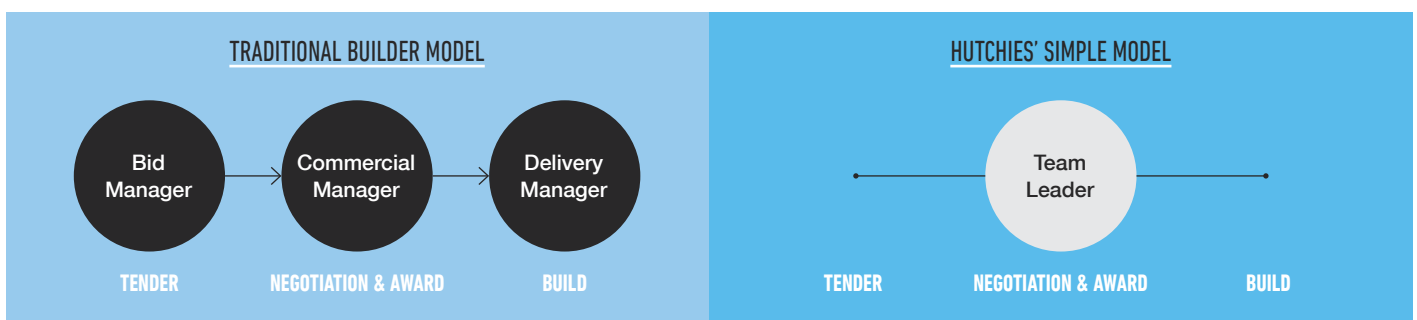 TRADITIONAL BUILDER MODEL
Bid
Manager
Commercial
Manager
Delivery
Manager
TENDER
NEGOTIATION & AWARD
BUILD
HUTCHIES’ SIMPLE MODEL
Team
Leader
TENDER
NEGOTIATION & AWARD
BUILD